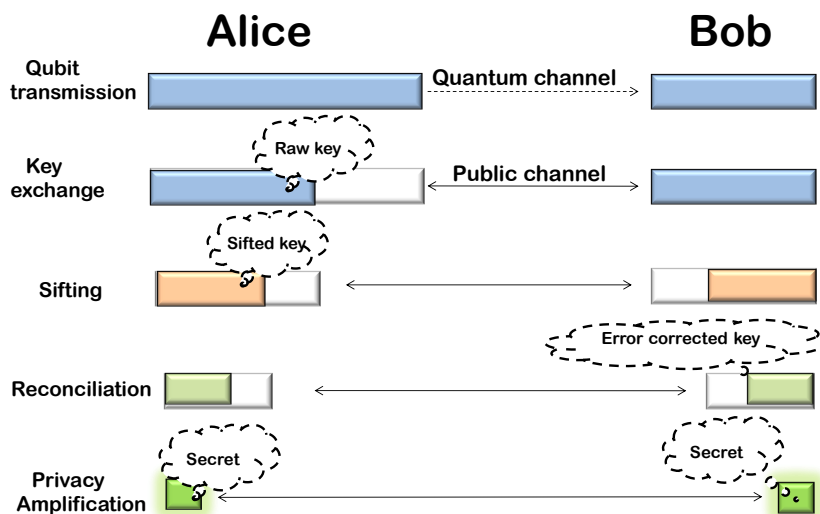 Alice
Bob
Qubit
transmission
Quantum channel
Raw key
Key
exchange
Public channel
Sifted key
Sifting
Error corrected key
Reconciliation
Secret
Secret
Privacy
Amplification